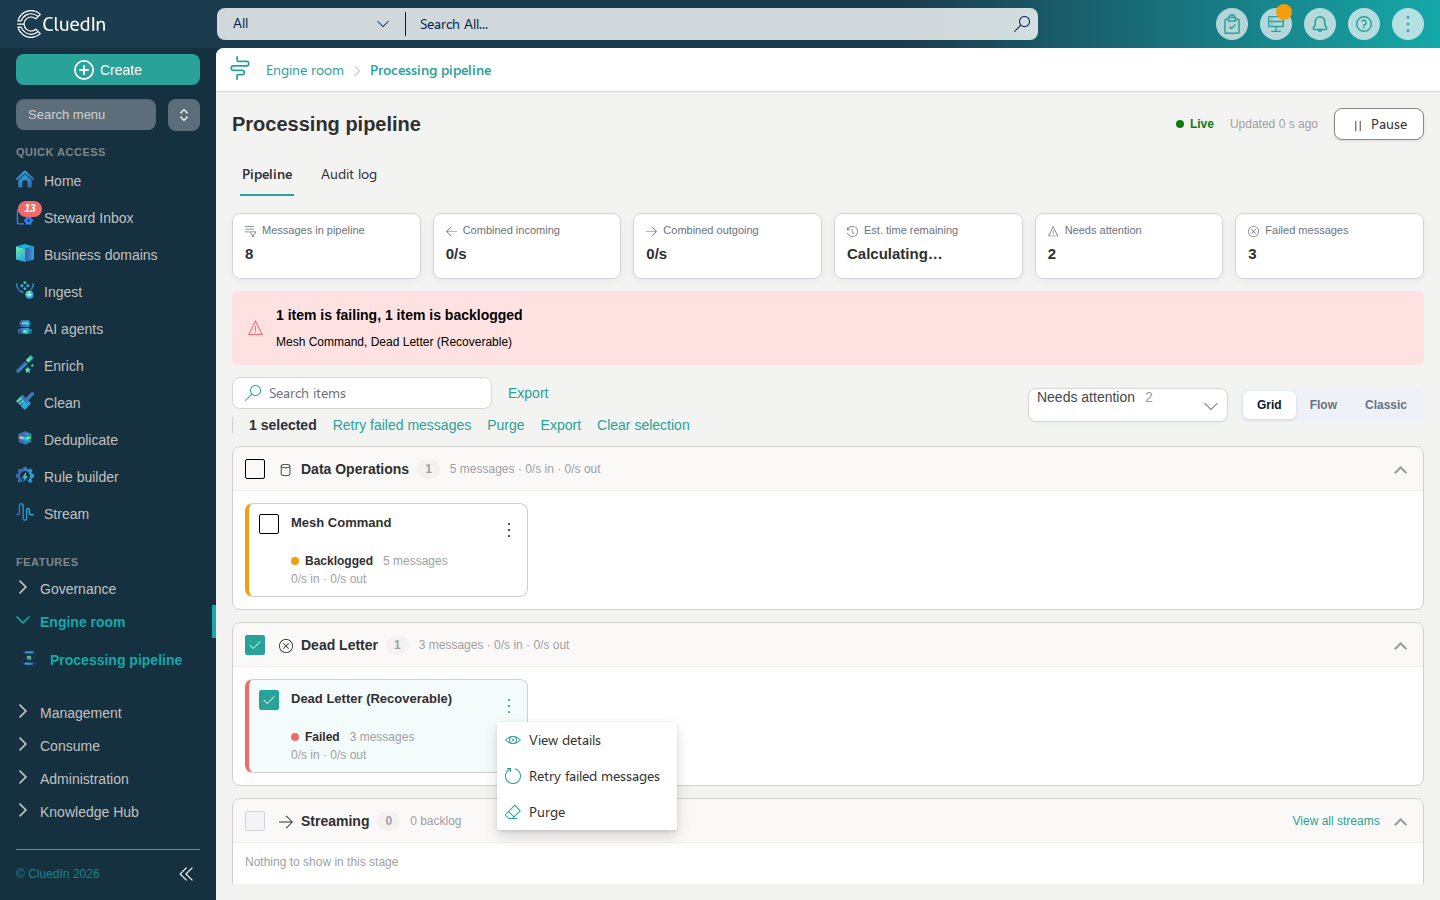 CluedIn
All
Search All...
Create
Search menu
QUICK ACCESS
Home
13
Steward Inbox
Business domains
Ingest
AI agents
Enrich
Clean
Deduplicate
Rule builder
Stream
FEATURES
Governance
Engine room
Processing pipeline
Management
Consume
Administration
Knowledge Hub
© CluedIn 2026
Engine room
Processing pipeline
Processing pipeline
Live
Updated 0 s ago
Pause
Pipeline
Audit log
Messages in pipeline
8
Combined incoming
0/s
Combined outgoing
0/s
Est. time remaining
Calculating…
Needs attention
2
Failed messages
3
1 item is failing, 1 item is backlogged
Mesh Command, Dead Letter (Recoverable)
Search items
Export
Needs attention 2
Grid
Flow
Classic
1 selected
Retry failed messages
Purge
Export
Clear selection
Data Operations 1 5 messages · 0/s in · 0/s out
Mesh Command
Backlogged 5 messages
0/s in · 0/s out
Dead Letter 1 3 messages · 0/s in · 0/s out
Dead Letter (Recoverable)
Failed 3 messages
0/s in · 0/s out
View details
Retry failed messages
Purge
Streaming 0 0 backlog
View all streams
Nothing to show in this stage